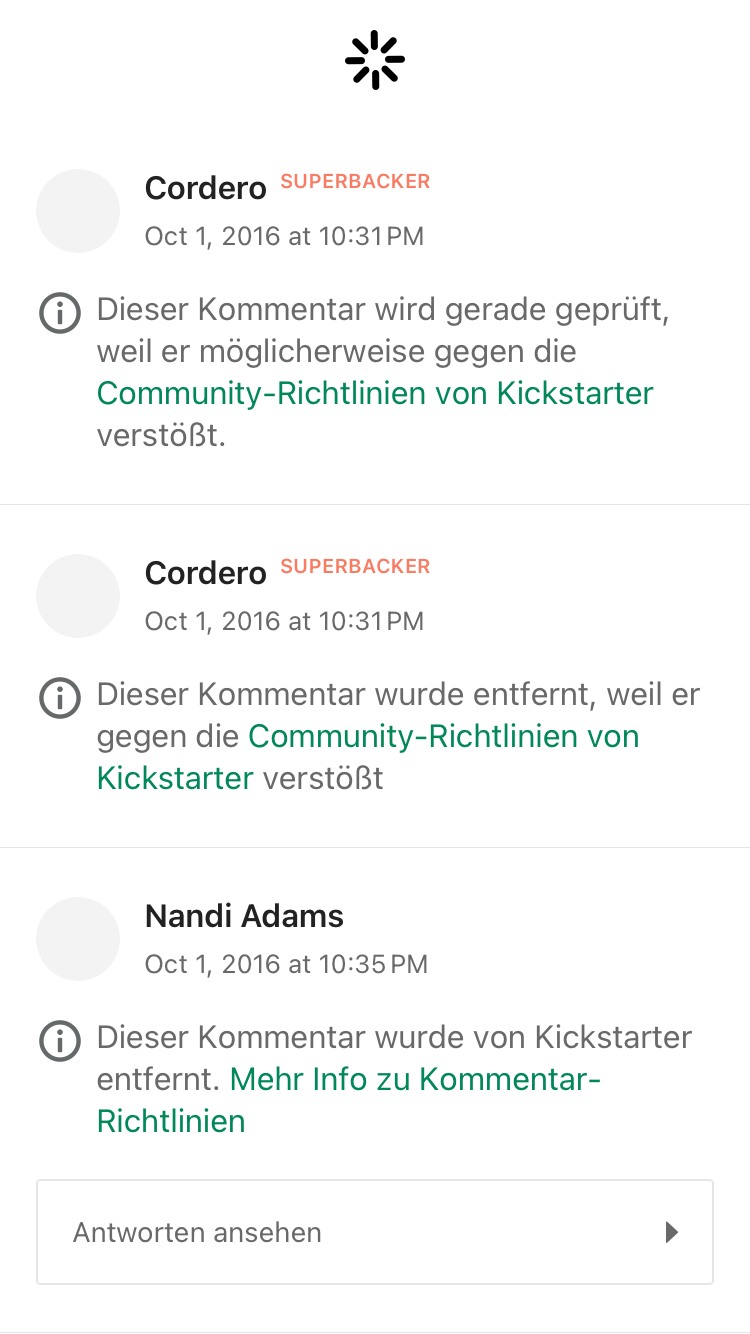 Cordero SUPERBACKER
Oct 1, 2016 at 10:31 PM
Dieser Kommentar wird gerade geprüft,
weil er möglicherweise gegen die
Community-Richtlinien von Kickstarter
verstößt.
Cordero SUPERBACKER
Oct 1, 2016 at 10:31 PM
Dieser Kommentar wurde entfernt, weil er
gegen die Community-Richtlinien von
Kickstarter verstößt
Nandi Adams
Oct 1, 2016 at 10:35 PM
Dieser Kommentar wurde von Kickstarter
entfernt. Mehr Info zu Kommentar-
Richtlinien
Antworten ansehen